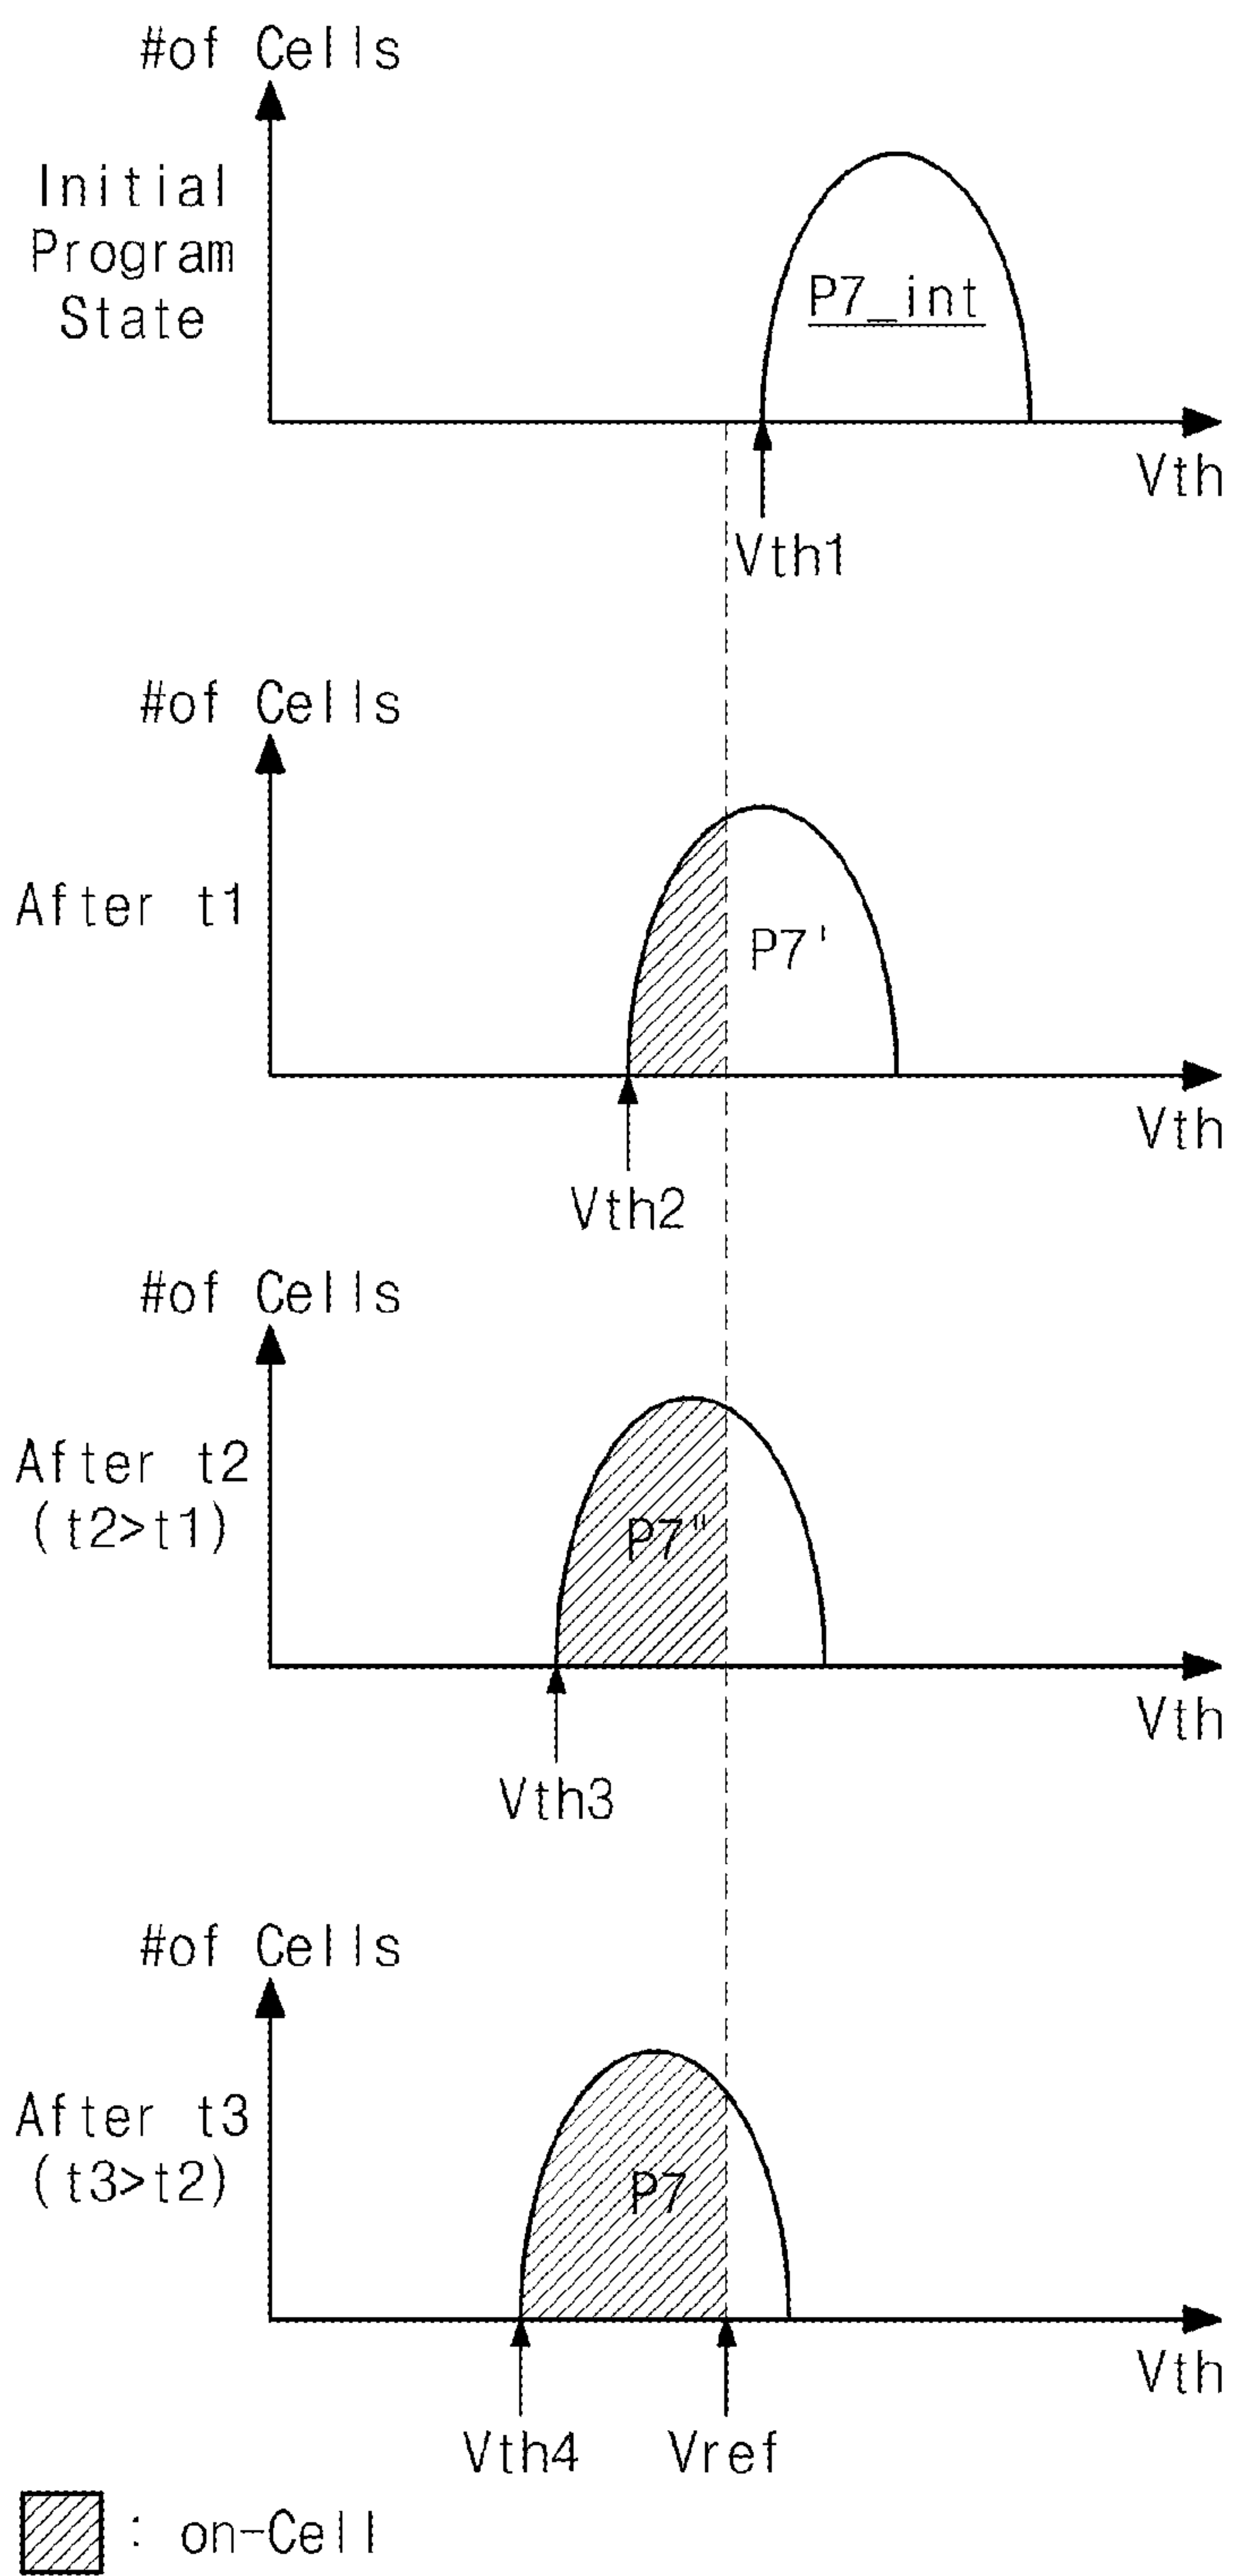 #of Cells
Initial
Program
State
P7_int
Vth
Vth1
#of Cells
After t1
P7'
Vth
Vth2
#of Cells
After t2
(t2>t1)
P7"
Vth
Vth3
#of Cells
After t3
(t3>t2)
P7
Vth
Vth4
Vref
: on-Cell